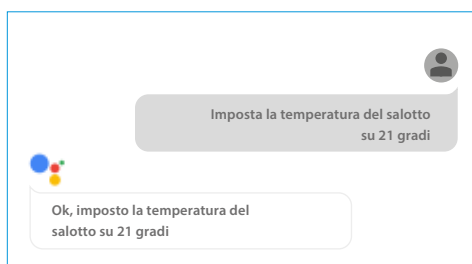 Imposta la temperatura del salotto
su 21 gradi
Ok, imposto la temperatura del
salotto su 21 gradi